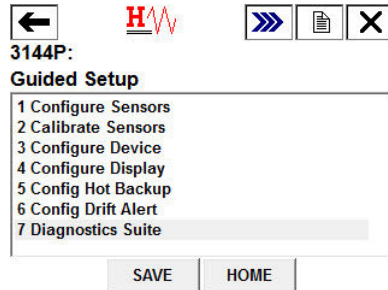 H
3144P:
Guided Setup
1 Configure Sensors
2 Calibrate Sensors
3 Configure Device
4 Configure Display
5 Config Hot Backup
6 Config Drift Alert
7 Diagnostics Suite
SAVE HOME